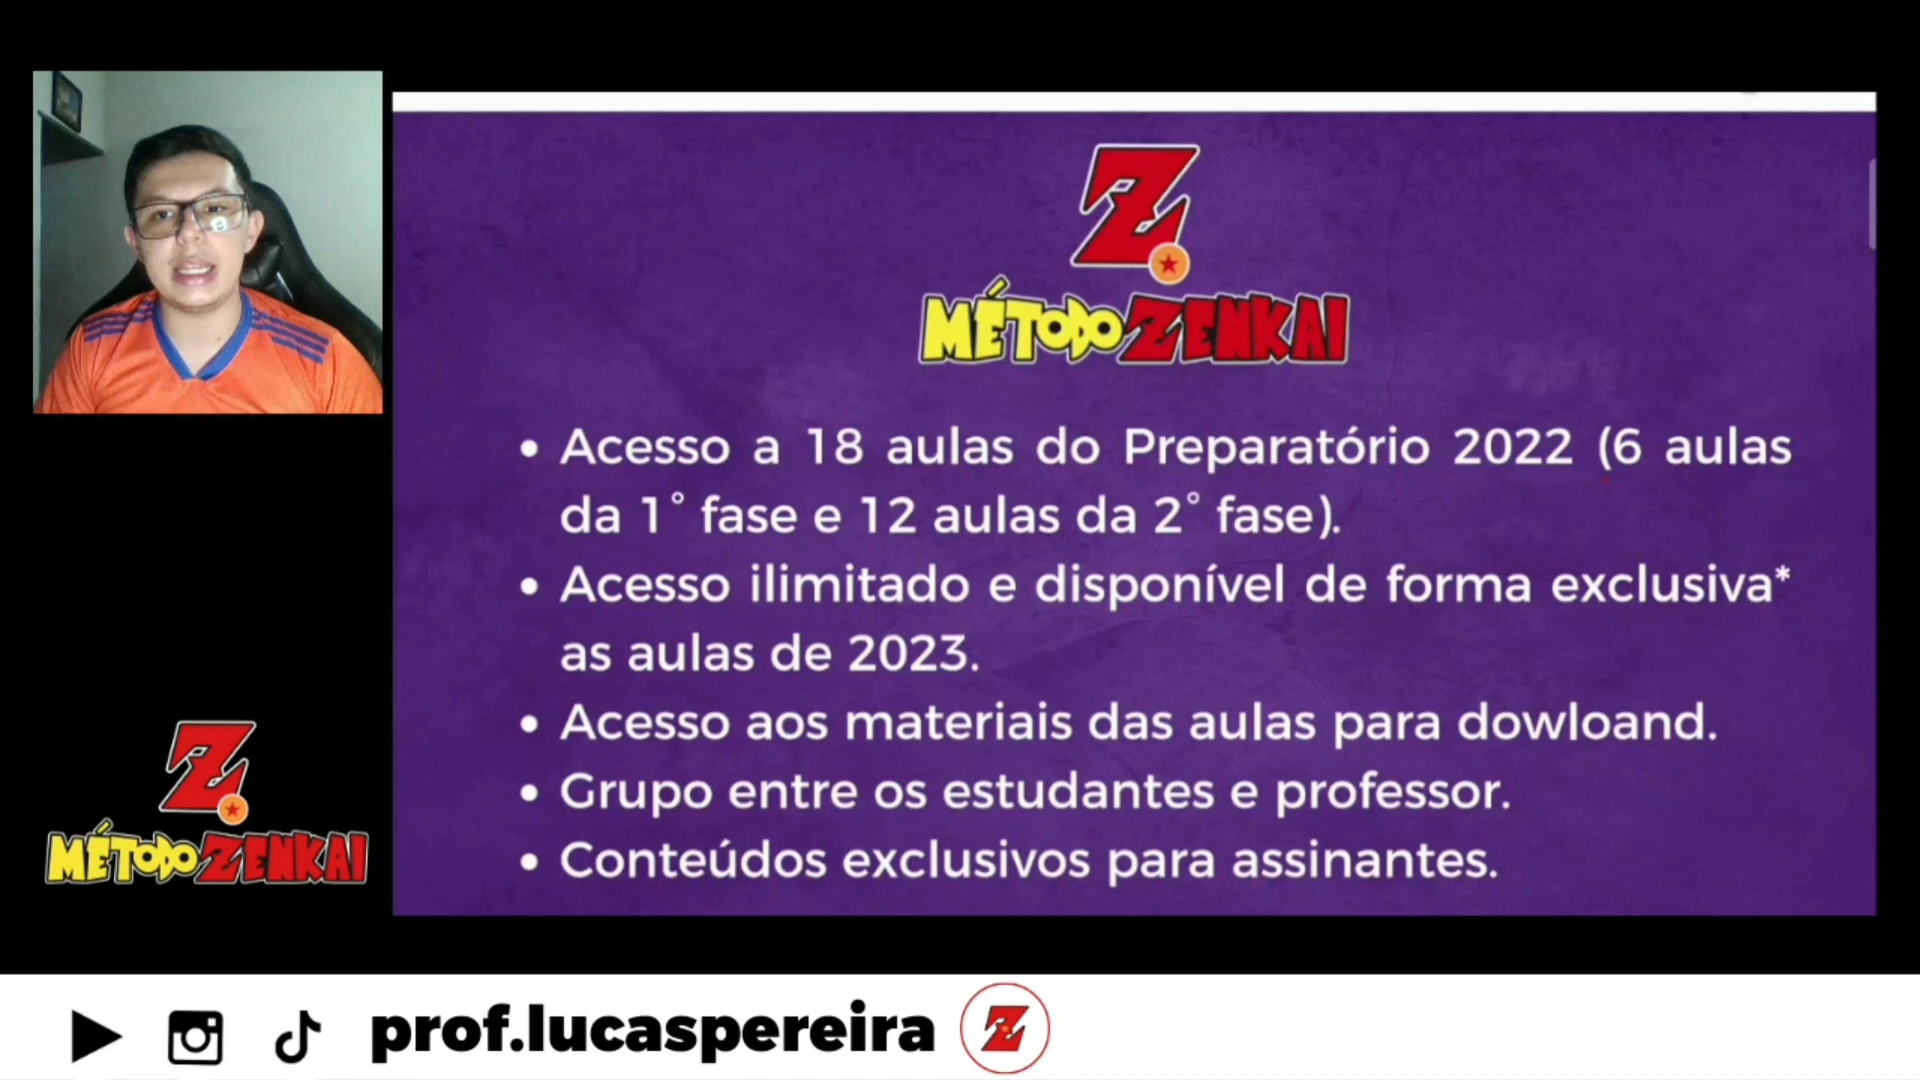 Z
MÉTODO ZENKAI
• Acesso a 18 aulas do Preparatório 2022 (6 aulas
da 1° fase e 12 aulas da 2° fase).
• Acesso ilimitado e disponível de forma exclusiva*
as aulas de 2023.
• Acesso aos materiais das aulas para dowloand.
• Grupo entre os estudantes e professor.
• Conteúdos exclusivos para assinantes.
Z
MÉTODO ZENKAI
prof.lucaspereira Z